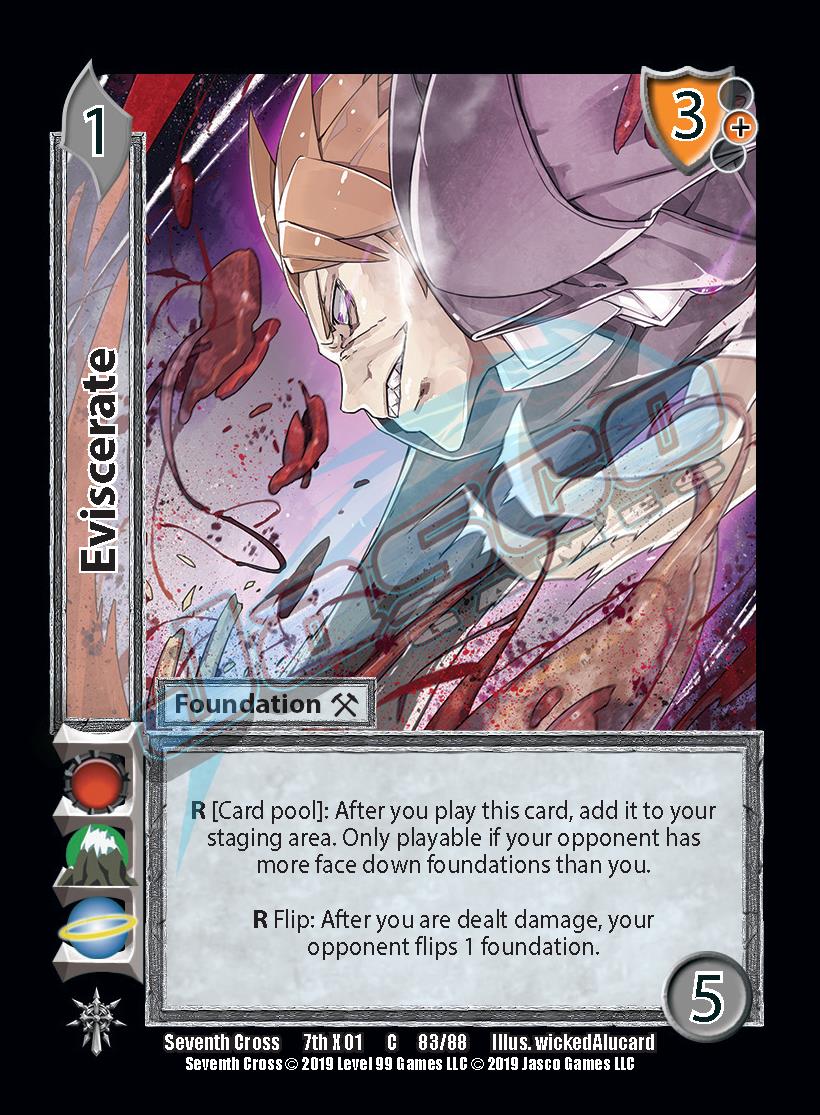 1
3
+
Eviscerate
JASCO
GAMES
Foundation
R [Card pool]: After you play this card, add it to your
staging area. Only playable if your opponent has
more face down foundations than you.
R Flip: After you are dealt damage, your
opponent flips 1 foundation.
5
Seventh Cross 7th X 01 C 83/88 Illus. wickedAlucard
Seventh Cross © 2019 Level 99 Games LLC © 2019 Jasco Games LLC